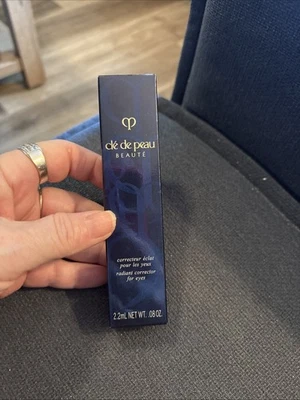 clé de peau
BEAUTÉ
correcteur éclat
pour les yeux
radiant corrector
for eyes
2.2mL NET WT. .08 OZ.